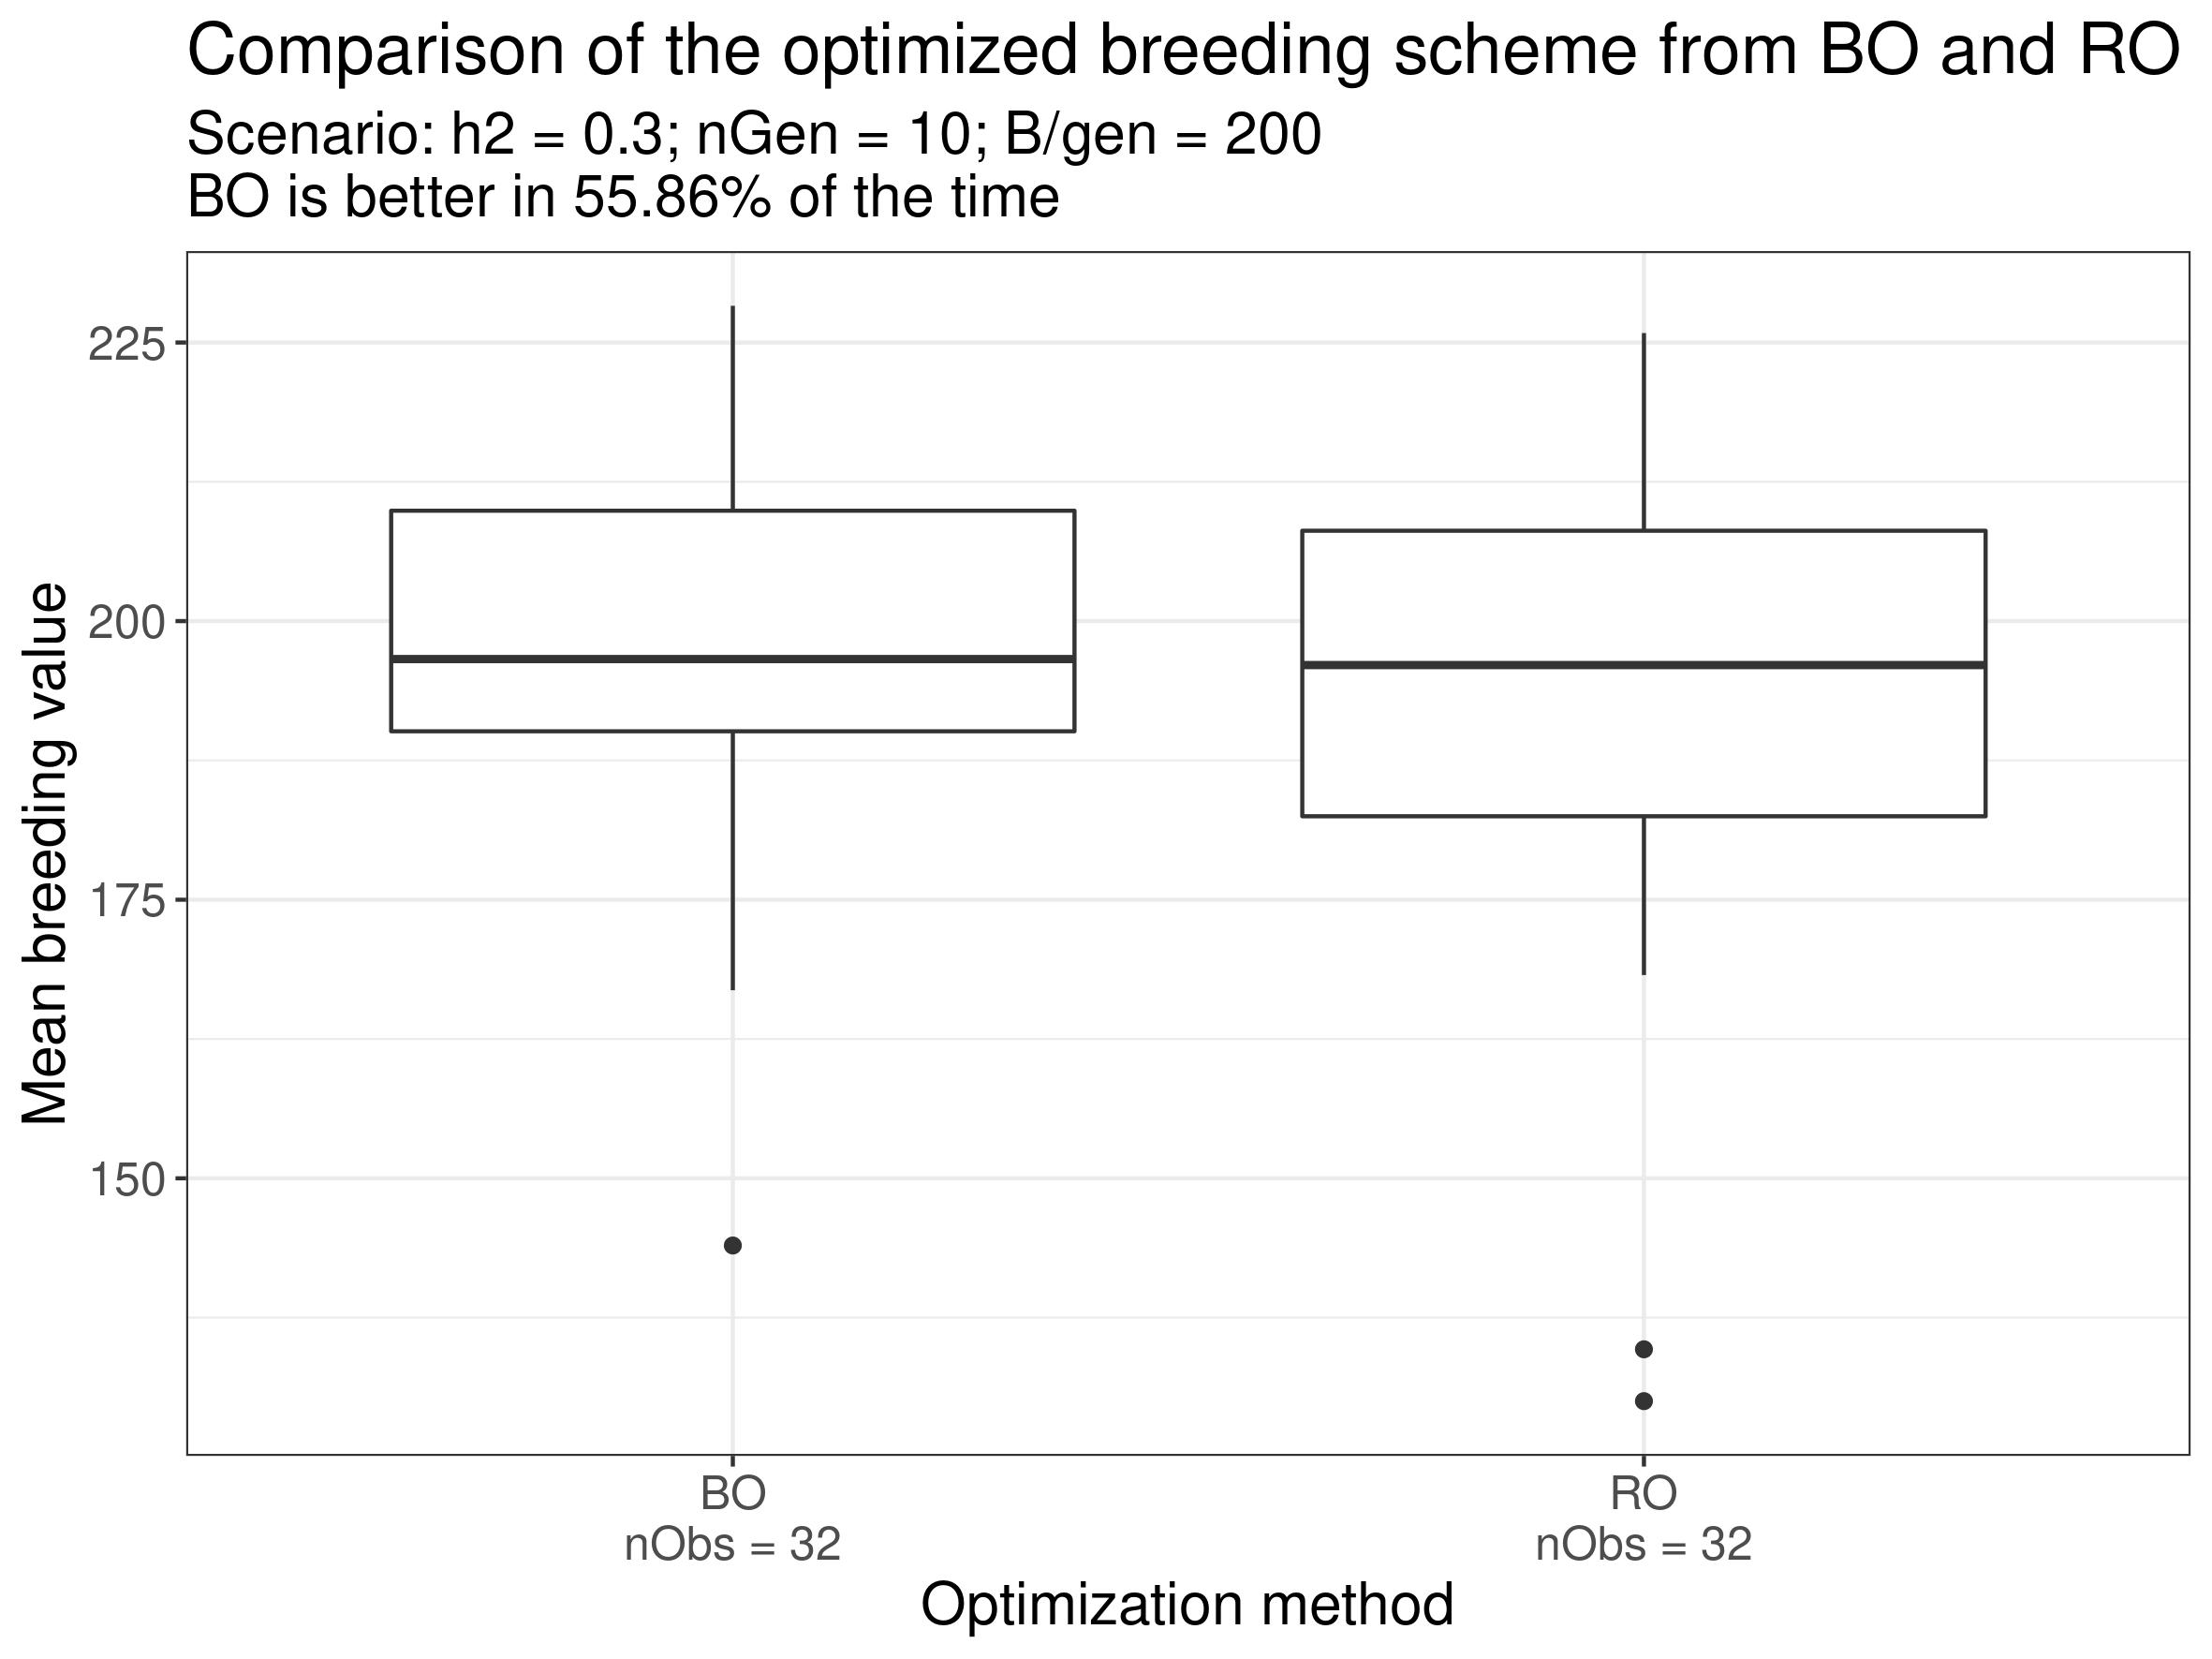 Comparison of the optimized breeding scheme from BO and RO
Scenario: h2 = 0.3; nGen = 10; B/gen = 200
BO is better in 55.86% of the time
Mean breeding value
225
200
175
150
BO
nObs = 32
RO
nObs = 32
Optimization method